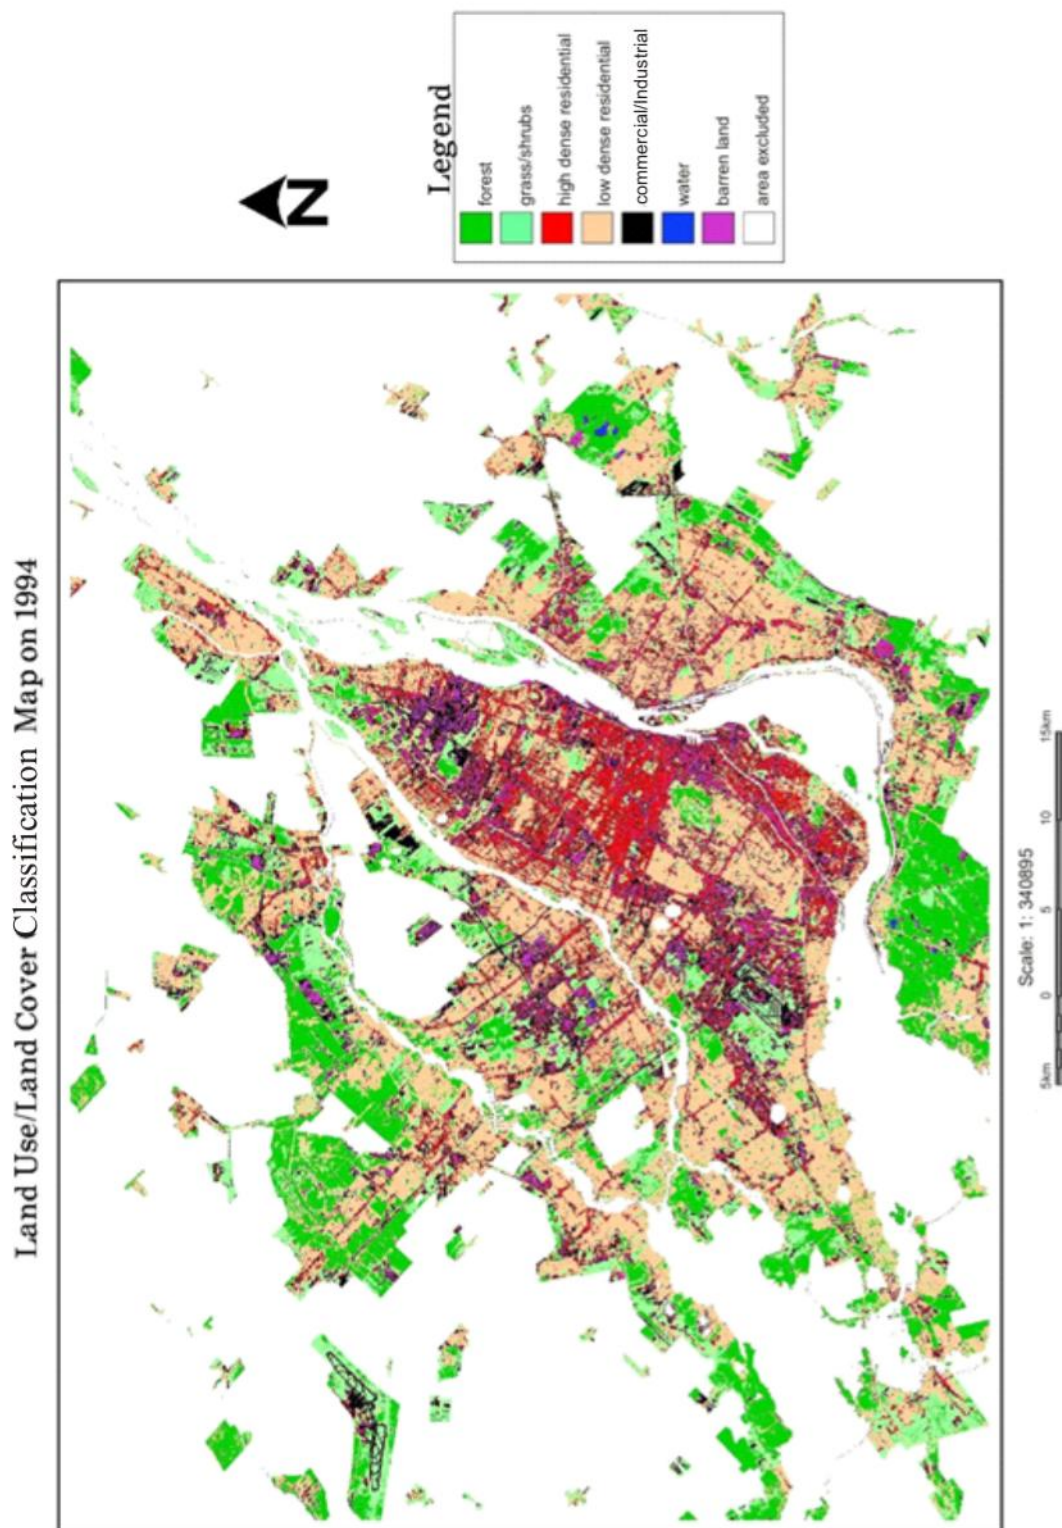 Land Use/Land Cover Classification Map on 1994
N
Legend
forest
grass/shrubs
high dense residential
low dense residential
commercial/Industrial
water
barren land
area excluded
Scale: 1: 340895
5km 0 5 10 15km